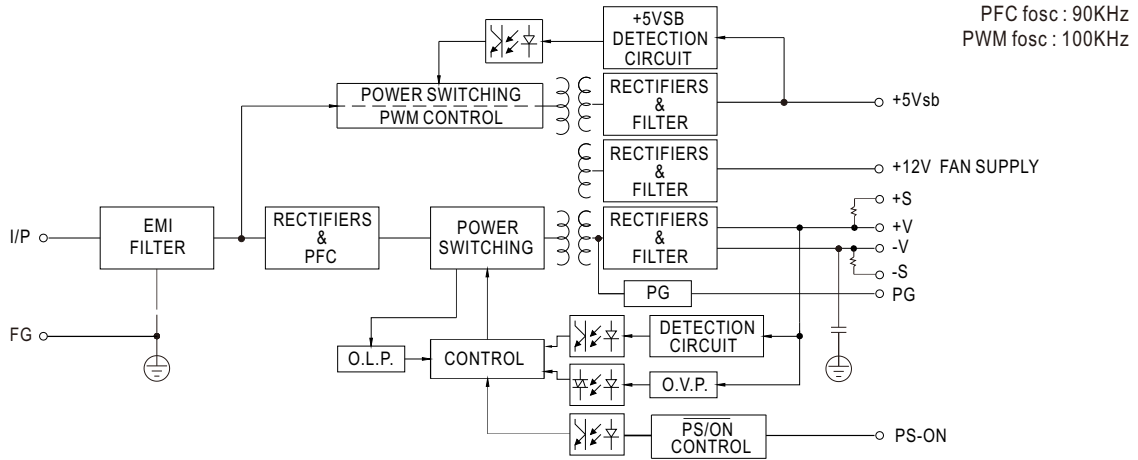 PFC fosc : 90KHz
PWM fosc : 100KHz
+5VSB
DETECTION
CIRCUIT
POWER SWITCHING
PWM CONTROL
RECTIFIERS
&
FILTER
+5Vsb
RECTIFIERS
&
FILTER
+12V FAN SUPPLY
+S
I/P
EMI
FILTER
RECTIFIERS
&
PFC
POWER
SWITCHING
RECTIFIERS
&
FILTER
+V
-V
-S
PG
PG
FG
O.L.P.
CONTROL
DETECTION
CIRCUIT
O.V.P.
PS/ON
CONTROL
PS-ON